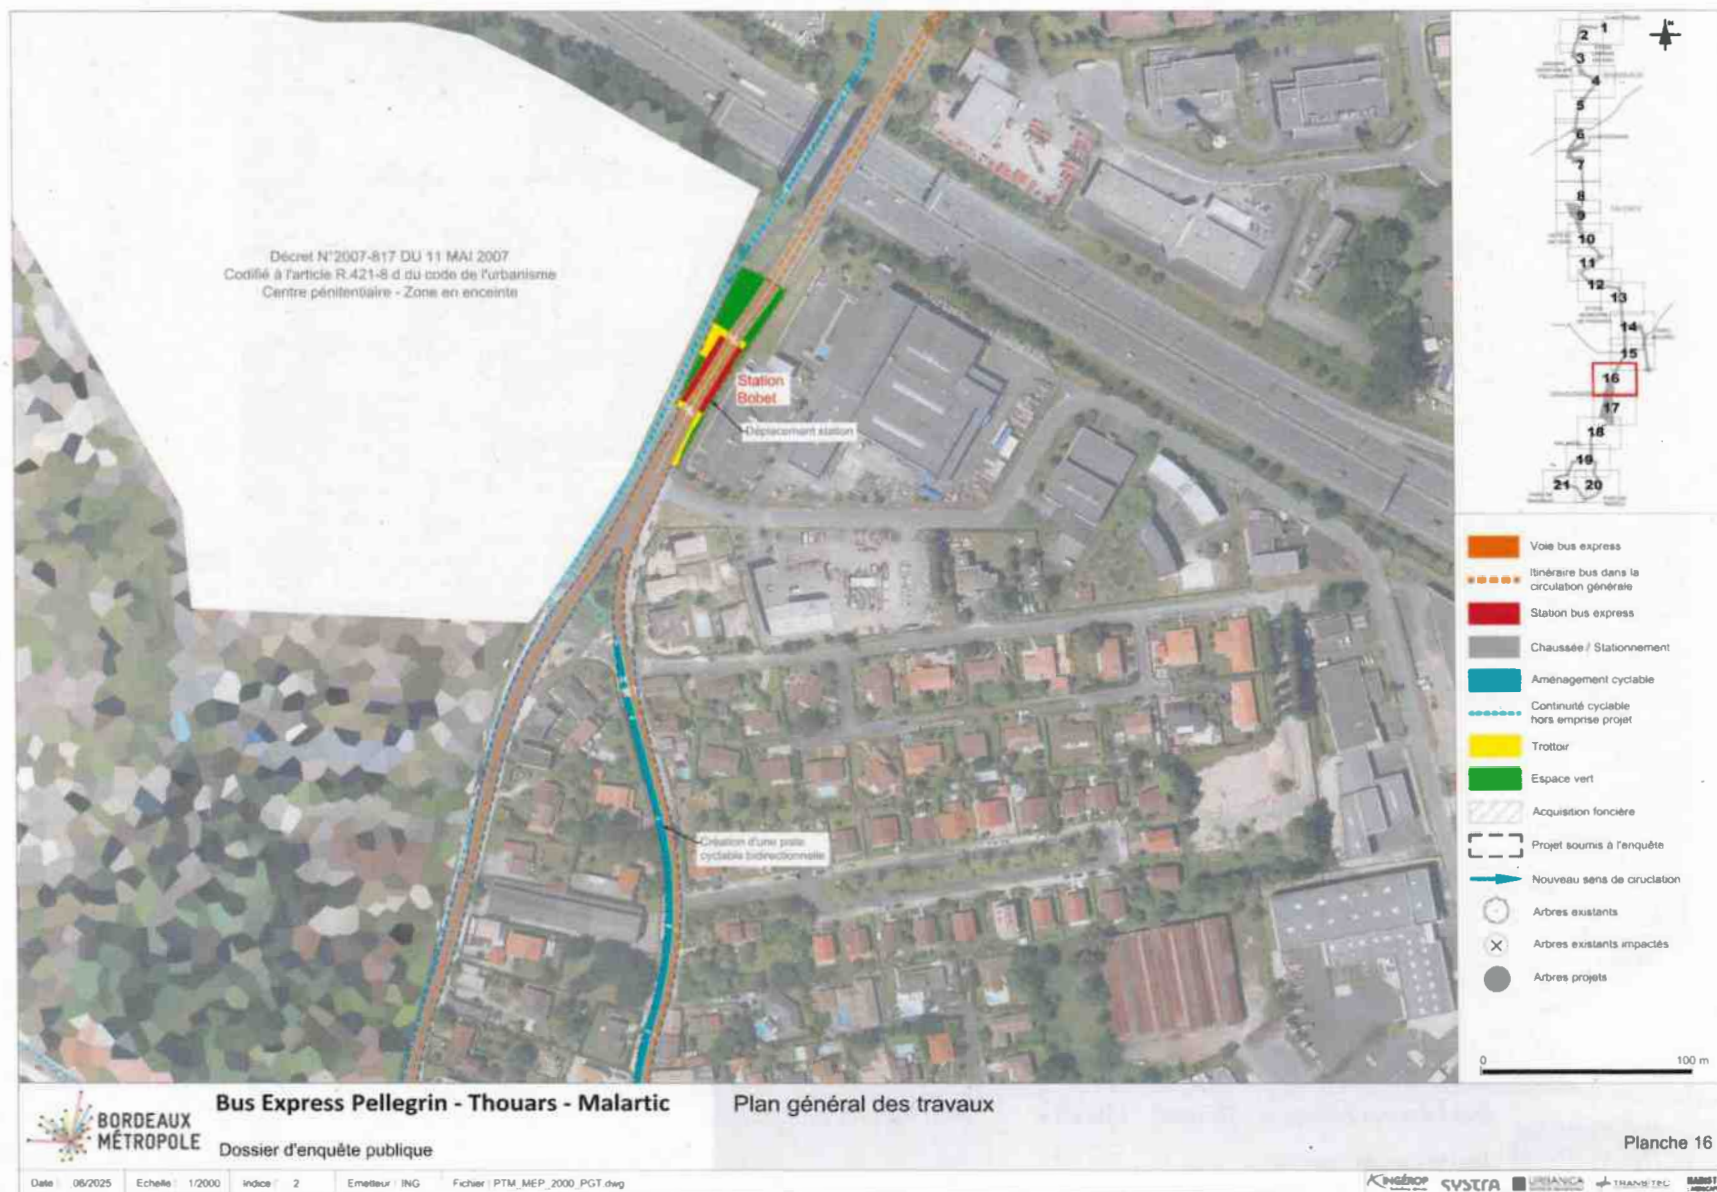 Décret N°2007-817 DU 11 MAI 2007
Codifié à l'article R.421-8 d du code de l'urbanisme
Centre pénitentiaire - Zone en enceinte
Station
Bobet
Déplacement station
Création d'une piste
cyclable bidirectionnelle
N
1
2
3
4
5
6
7
8
9
10
11
12
13
14
15
16
17
18
19
21
20
Voie bus express
Itinéraire bus dans la
circulation générale
Station bus express
Chaussée / Stationnement
Aménagement cyclable
Continuité cyclable
hors emprise projet
Trottoir
Espace vert
Acquisition foncière
Projet soumis à l'enquête
Nouveau sens de ciruclation
Arbres existants
Arbres existants impactés
Arbres projets
0 100 m
BORDEAUX
MÉTROPOLE
Bus Express Pellegrin - Thouars - Malartic
Dossier d'enquête publique
Plan général des travaux
Planche 16
Date 06/2025 Echelle 1/2000 Indice 2 Emetteur ING Fichier PTM_MEP_2000_PGT.dwg
KINGÉROP SYSTRA URBANICA TRANSITEC